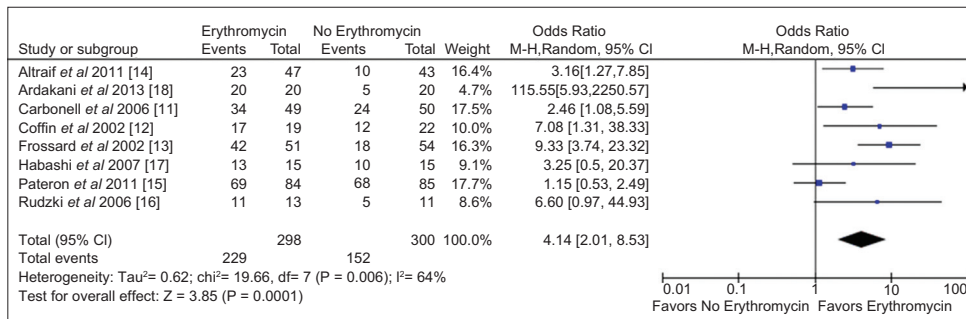 Erythromycin No Erythromycin Odds Ratio Odds Ratio
Study or subgroup Events Total Events Total Weight M-H,Random, 95% CI M-H,Random, 95% CI
Altraif et al 2011 [14] 23 47 10 43 16.4% 3.16[1.27,7.85]
Ardakani et al 2013 [18] 20 20 5 20 4.7% 115.55[5.93,2250.57]
Carbonell et al 2006 [11] 34 49 24 50 17.5% 2.46 [1.08,5.59]
Coffin et al 2002 [12] 17 19 12 22 10.0% 7.08 [1.31, 38.33]
Frossard et al 2002 [13] 42 51 18 54 16.3% 9.33 [3.74, 23.32]
Habashi et al 2007 [17] 13 15 10 15 9.1% 3.25 [0.5, 20.37]
Pateron et al 2011 [15] 69 84 68 85 17.7% 1.15 [0.53, 2.49]
Rudzki et al 2006 [16] 11 13 5 11 8.6% 6.60 [0.97, 44.93]
Total (95% CI) 298 300 100.0% 4.14 [2.01, 8.53]
Total events 229 152
Heterogeneity: Tau²= 0.62; chi²= 19.66, df= 7 (P = 0.006); I²= 64%
Test for overall effect: Z = 3.85 (P = 0.0001)
0.01 0.1 1 10 100
Favors No Erythromycin Favors Erythromycin